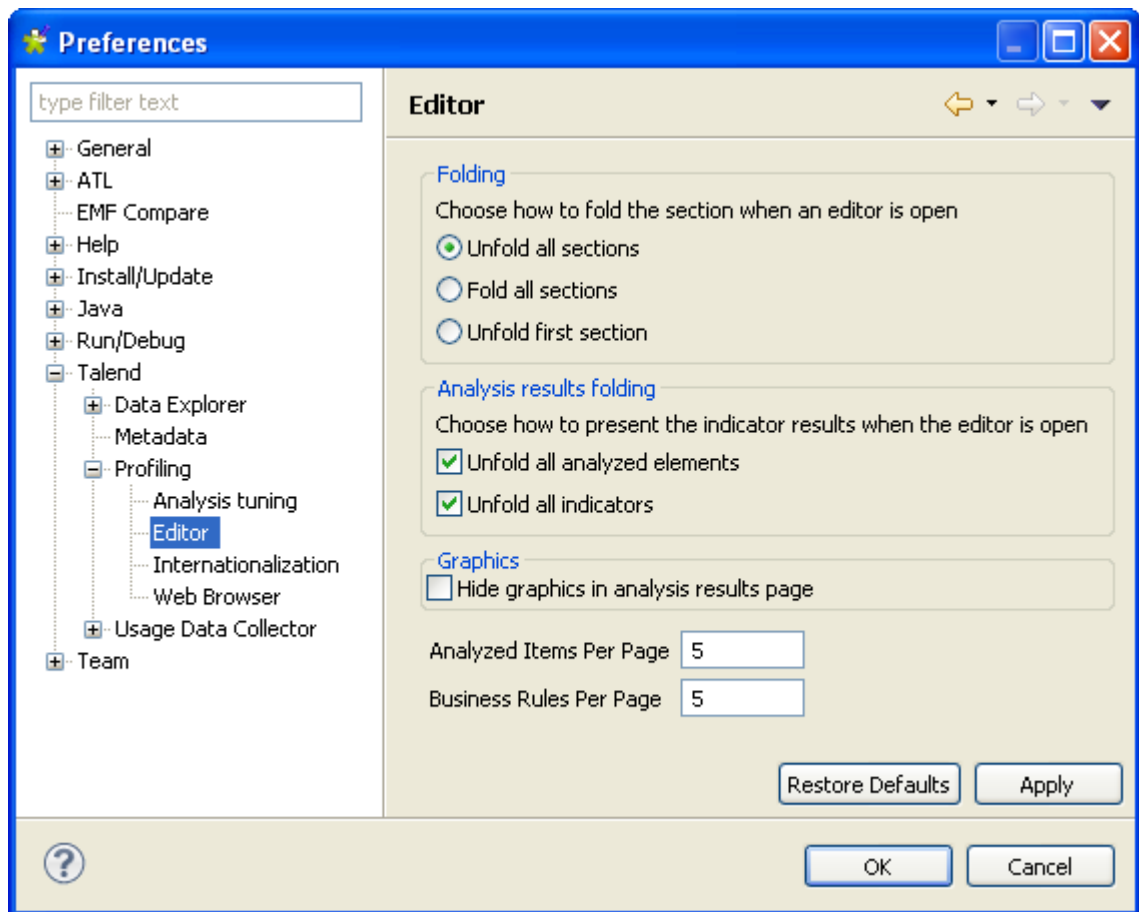 Preferences
type filter text
General
ATL
EMF Compare
Help
Install/Update
Java
Run/Debug
Talend
Data Explorer
Metadata
Profiling
Analysis tuning
Editor
Internationalization
Web Browser
Usage Data Collector
Team
Editor
Folding
Choose how to fold the section when an editor is open
Unfold all sections
Fold all sections
Unfold first section
Analysis results folding
Choose how to present the indicator results when the editor is open
Unfold all analyzed elements
Unfold all indicators
Graphics
Hide graphics in analysis results page
Analyzed Items Per Page 5
Business Rules Per Page 5
Restore Defaults Apply
? OK Cancel